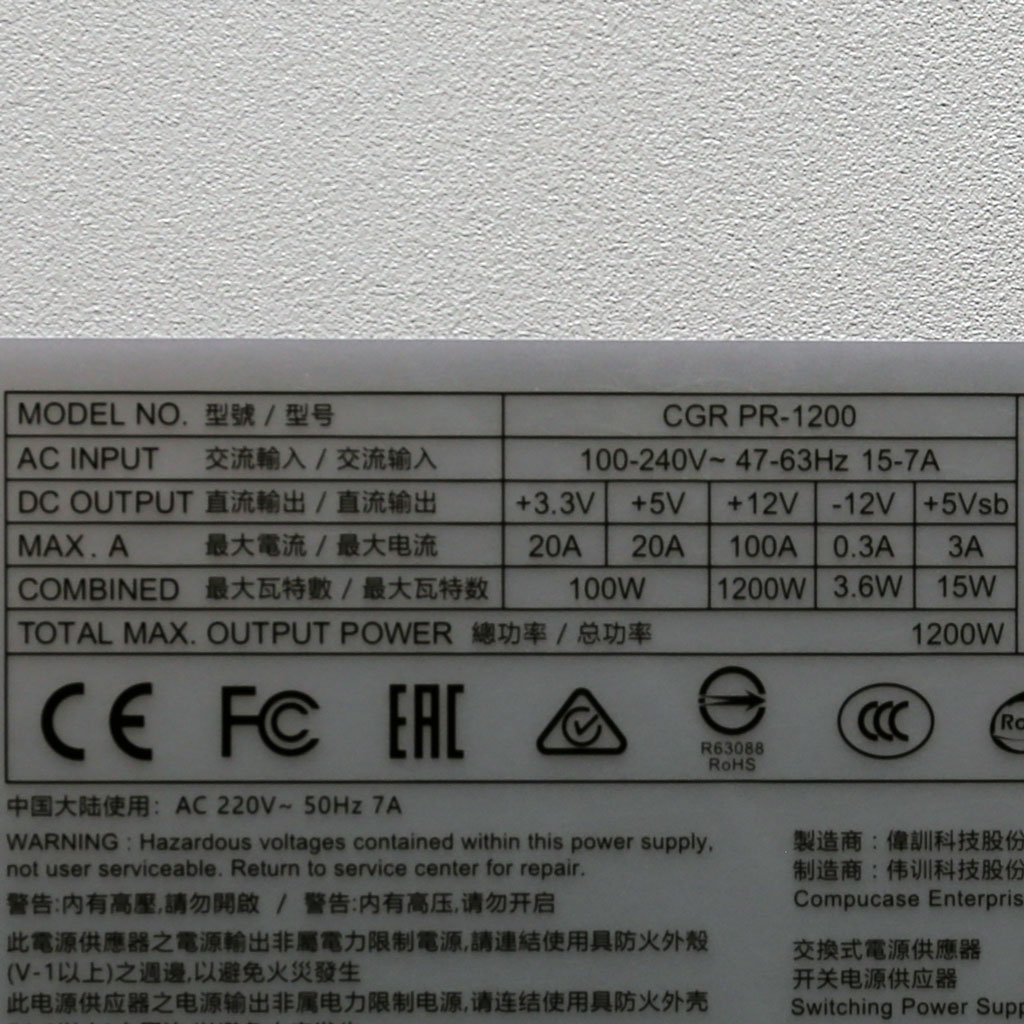 MODEL NO. 型號 / 型号 CGR PR-1200
AC INPUT 交流輸入 / 交流输入 100-240V~ 47-63Hz 15-7A
DC OUTPUT 直流輸出 / 直流输出 +3.3V +5V +12V -12V +5Vsb
MAX. A 最大電流 / 最大电流 20A 20A 100A 0.3A 3A
COMBINED 最大瓦特數 / 最大瓦特数 100W 1200W 3.6W 15W
TOTAL MAX. OUTPUT POWER 總功率 / 总功率 1200W
CE FC EAC CCC Ro
R63088
RoHS
中国大陆使用: AC 220V~ 50Hz 7A
WARNING : Hazardous voltages contained within this power supply,
not user serviceable. Return to service center for repair.
警告:内有高壓,請勿開啟 / 警告:内有高压,请勿开启
此電源供應器之電源輸出非屬電力限制電源,請連結使用具防火外殼
(V-1以上)之週邊,以避免火災發生
此电源供应器之电源输出非属电力限制电源,请连结使用具防火外壳
製造商 : 偉訓科技股份
制造商 : 伟训科技股份
Compucase Enterpris
交換式電源供應器
开关电源供应器
Switching Power Supp